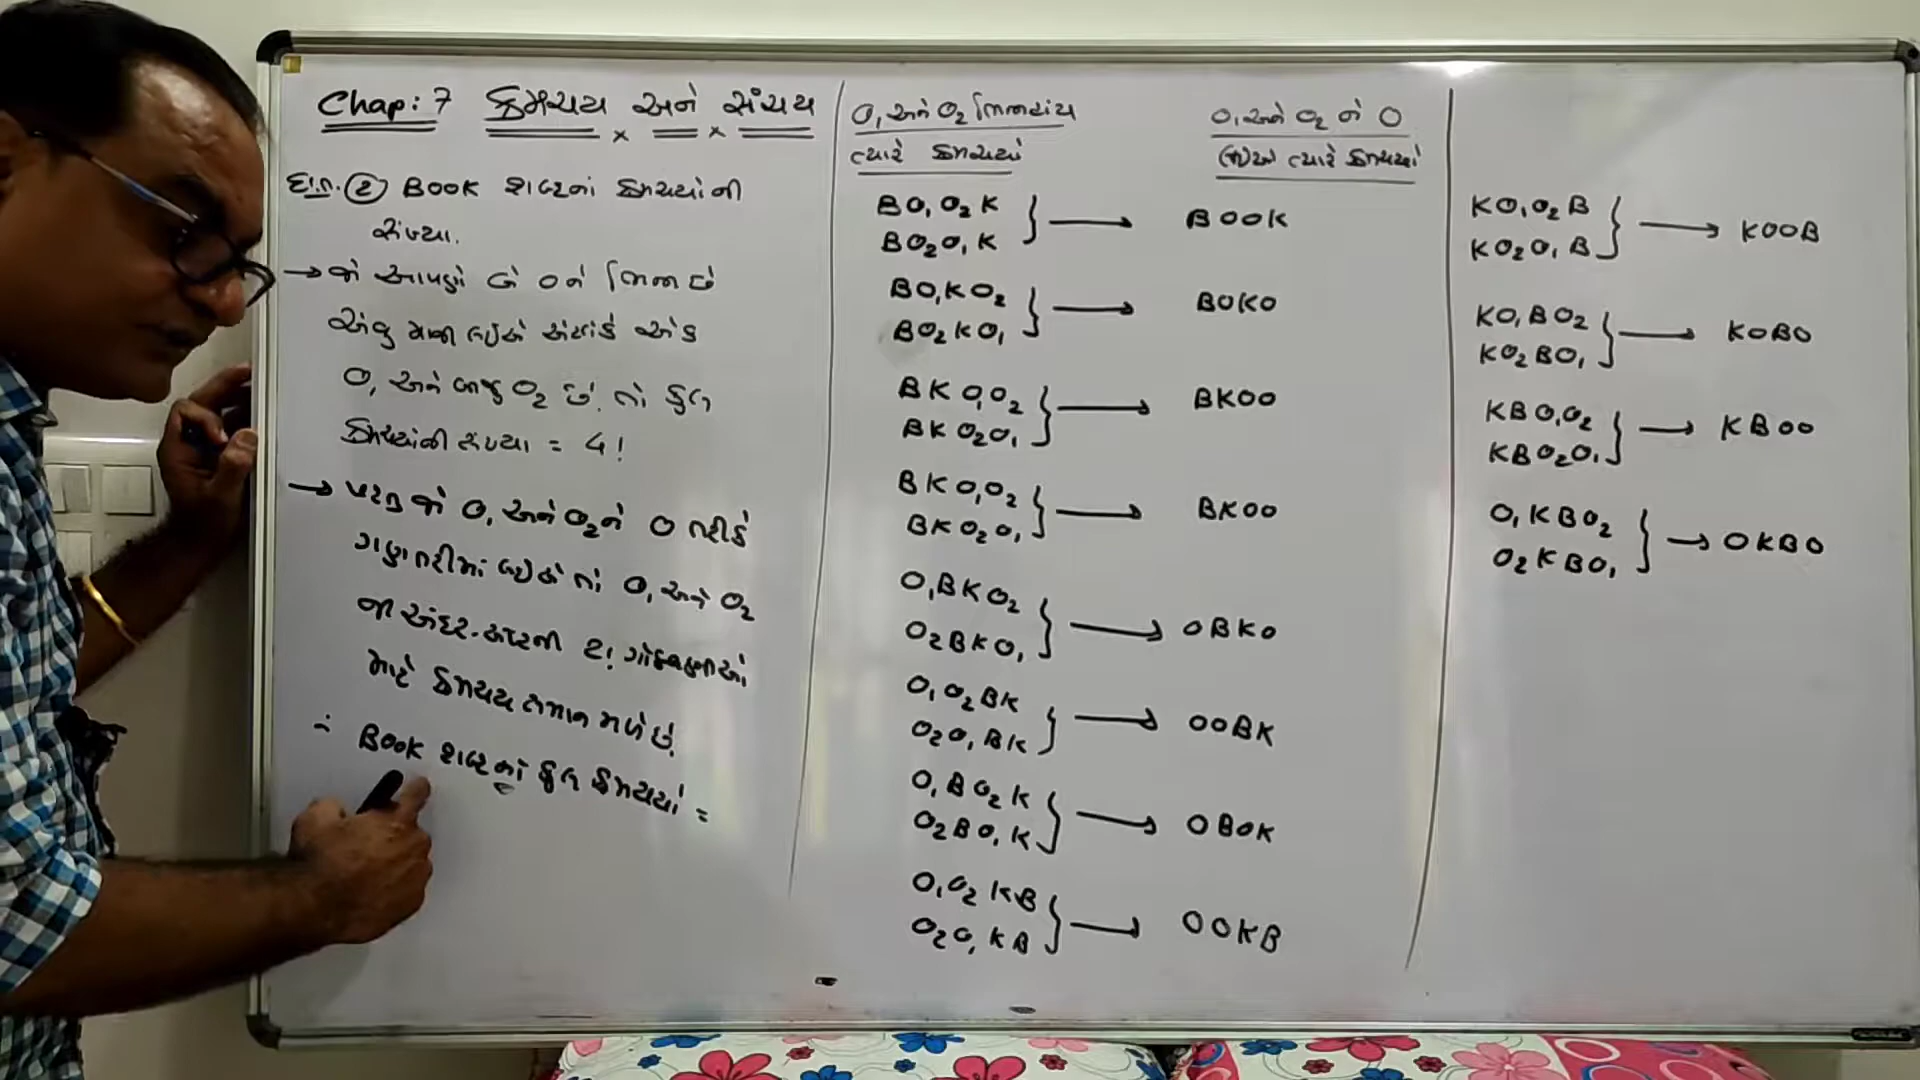 Chap: 7 ક્રમચય અને સંચય
ઉદા. (2) BOOK શબ્દનાં ક્રમચયોની
સંખ્યા.
→ જો આપણે બે O ને ભિન્ન છે
એવુ માની લઈએ એટલે કે એક
O₁ અને બીજુ O₂ છે. તો કુલ
ક્રમચયોની સંખ્યા = 4!
→ પરંતુ જો O₁ અને O₂ ને O તરીકે
ગણતરીમાં લઈએ તો O₁ અને O₂
ની અંદર-અંદરની 2! ગોઠવણીઓ
માટે ક્રમચય સમાન મળે છે.
∴ BOOK શબ્દનાં કુલ ક્રમચયો =
O₁ અને O₂ ભિન્ન હોય
ત્યારે ક્રમચયો
BO₁O₂K
BO₂O₁K
BO₁KO₂
BO₂KO₁
BKO₁O₂
BKO₂O₁
BKO₁O₂
BKO₂O₁
O₁BKO₂
O₂BKO₁
O₁O₂BK
O₂O₁BK
O₁BO₂K
O₂BO₁K
O₁O₂KB
O₂O₁KB
O₁ અને O₂ એ O
હોય ત્યારે ક્રમચયો
→ BOOK
→ BOKO
→ BKOO
→ BKOO
→ OBKO
→ OOBK
→ OBOK
→ OOKB
KO₁O₂B
KO₂O₁B
→ KOOB
KO₁BO₂
KO₂BO₁
→ KOBO
KBO₁O₂
KBO₂O₁
→ KBOO
O₁KBO₂
O₂KBO₁
→ OKBO